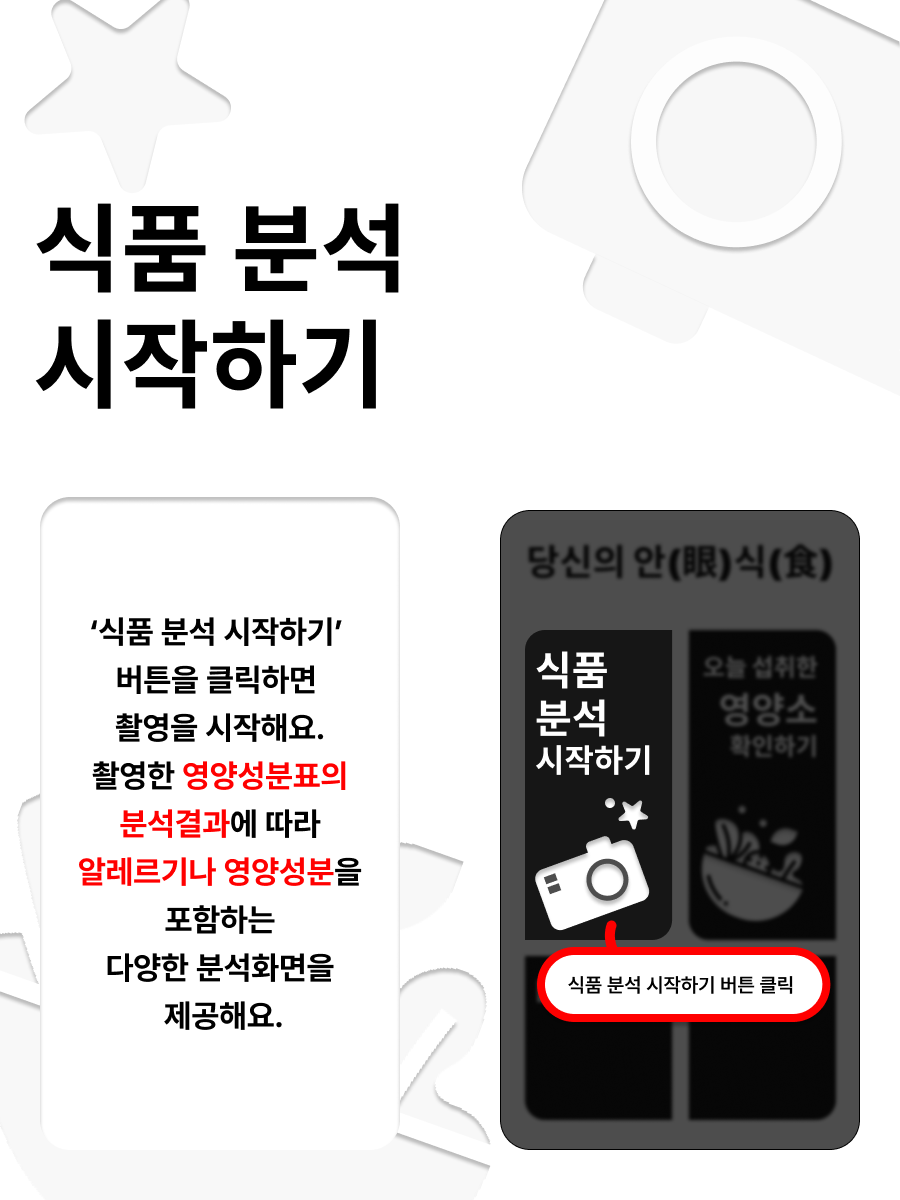 식품 분석
시작하기
‘식품 분석 시작하기’
버튼을 클릭하면
촬영을 시작해요.
촬영한 영양성분표의
분석결과에 따라
알레르기나 영양성분을
포함하는
다양한 분석화면을
제공해요.
당신의 안(眼)식(食)
식품
분석
시작하기
오늘 섭취한
영양소
확인하기
식품 분석 시작하기 버튼 클릭